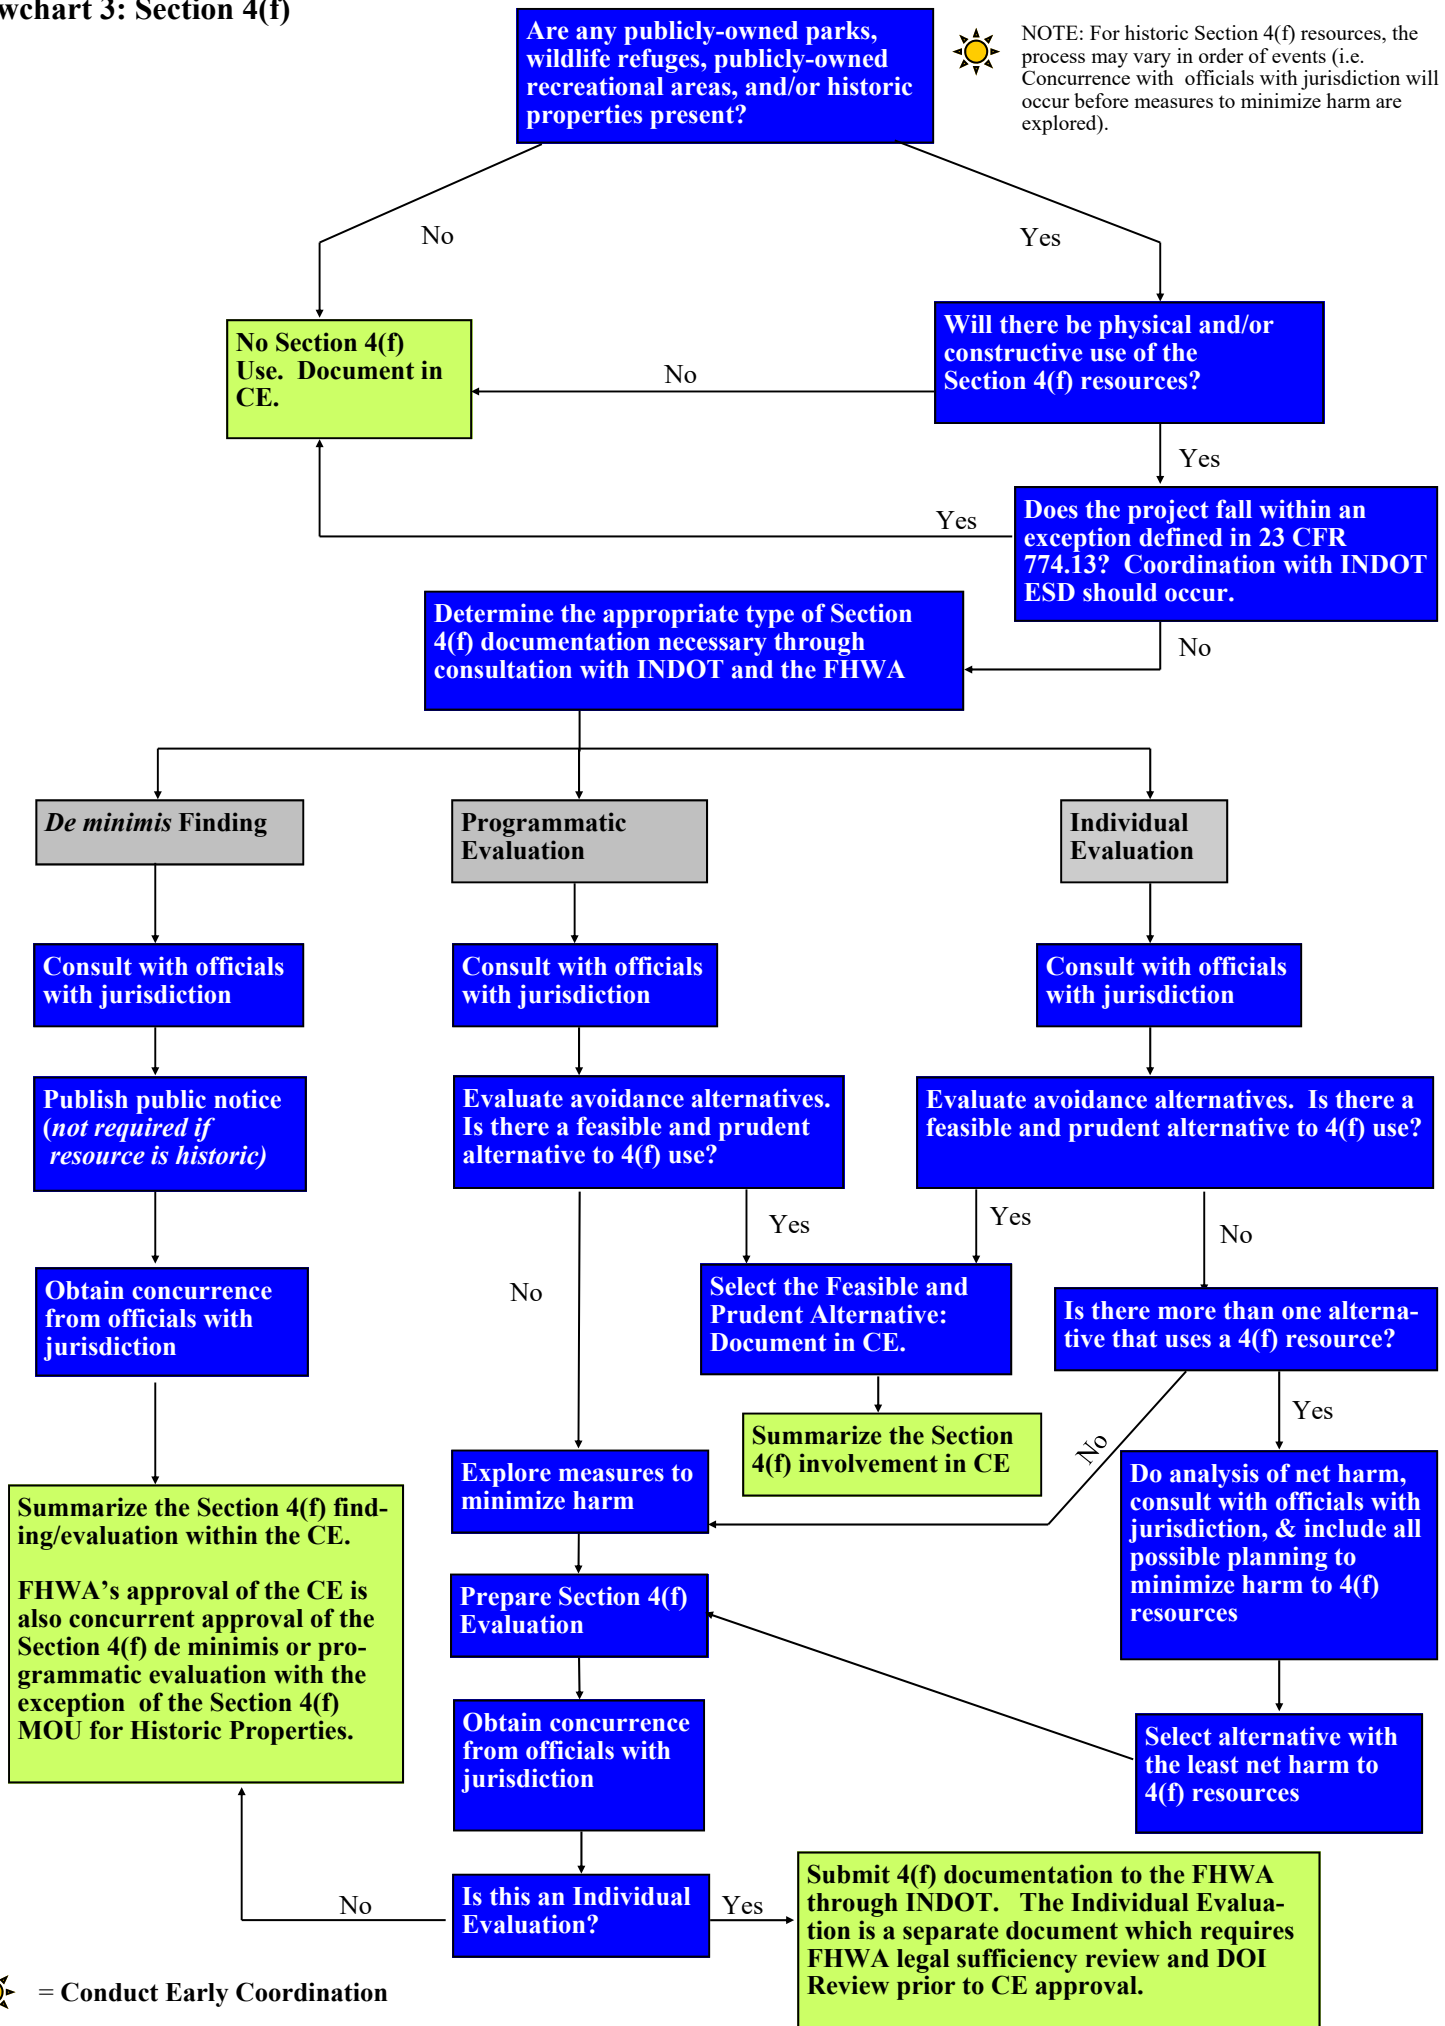 wchart 3: Section 4(f)
Are any publicly-owned parks,
wildlife refuges, publicly-owned
recreational areas, and/or historic
properties present?
NOTE: For historic Section 4(f) resources, the
process may vary in order of events (i.e.
Concurrence with officials with jurisdiction will
occur before measures to minimize harm are
explored).
No
Yes
No Section 4(f)
Use. Document in
CE.
No
Will there be physical and/or
constructive use of the
Section 4(f) resources?
Yes
Yes
Does the project fall within an
exception defined in 23 CFR
774.13? Coordination with INDOT
ESD should occur.
No
Determine the appropriate type of Section
4(f) documentation necessary through
consultation with INDOT and the FHWA
De minimis Finding
Programmatic
Evaluation
Individual
Evaluation
Consult with officials
with jurisdiction
Consult with officials
with jurisdiction
Consult with officials
with jurisdiction
Publish public notice
(not required if
resource is historic)
Evaluate avoidance alternatives.
Is there a feasible and prudent
alternative to 4(f) use?
Evaluate avoidance alternatives. Is there a
feasible and prudent alternative to 4(f) use?
Yes
Yes
No
No
Obtain concurrence
from officials with
jurisdiction
Select the Feasible and
Prudent Alternative:
Document in CE.
Is there more than one alterna-
tive that uses a 4(f) resource?
Yes
No
Summarize the Section
4(f) involvement in CE
Explore measures to
minimize harm
Do analysis of net harm,
consult with officials with
jurisdiction, & include all
possible planning to
minimize harm to 4(f)
resources
Summarize the Section 4(f) find-
ing/evaluation within the CE.
FHWA's approval of the CE is
also concurrent approval of the
Section 4(f) de minimis or pro-
grammatic evaluation with the
exception of the Section 4(f)
MOU for Historic Properties.
Prepare Section 4(f)
Evaluation
Obtain concurrence
from officials with
jurisdiction
Select alternative with
the least net harm to
4(f) resources
No
Is this an Individual
Evaluation?
Yes
Submit 4(f) documentation to the FHWA
through INDOT. The Individual Evalua-
tion is a separate document which requires
FHWA legal sufficiency review and DOI
Review prior to CE approval.
= Conduct Early Coordination